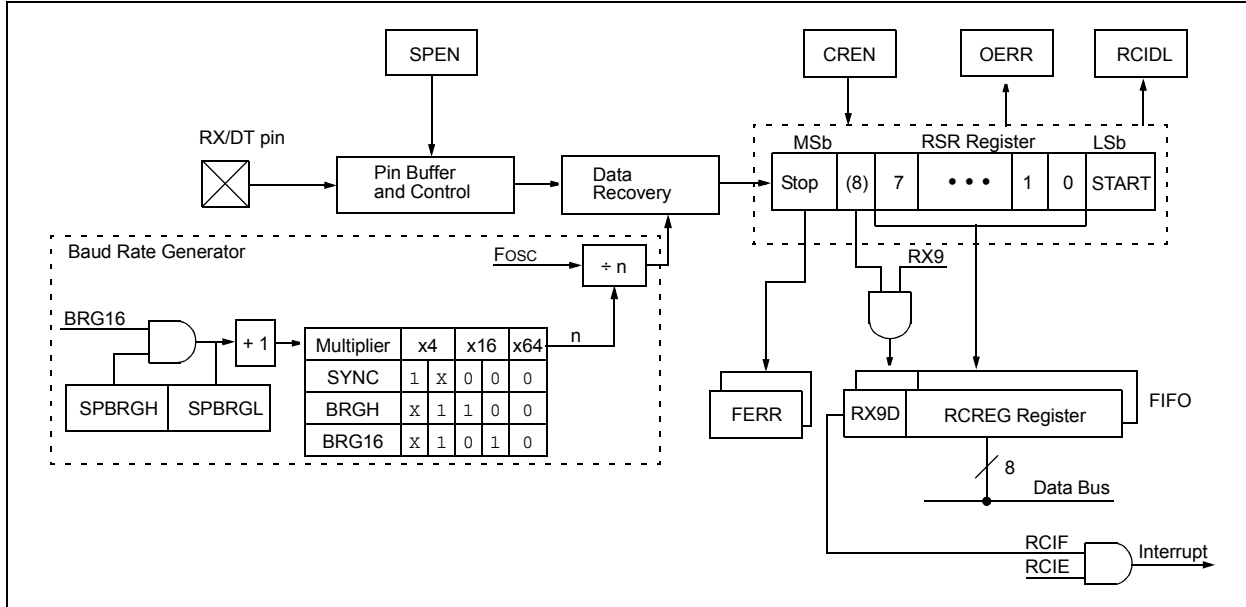 SPEN
CREN
OERR
RCIDL
RX/DT pin
Pin Buffer
and Control
Data
Recovery
MSb
RSR Register
LSb
Stop (8) 7 • • • 1 0 START
Baud Rate Generator
FOSC
÷ n
RX9
BRG16
+ 1
n
Multiplier x4 x16 x64
SYNC 1 X 0 0 0
BRGH X 1 1 0 0
BRG16 X 1 0 1 0
SPBRGH SPBRGL
FERR
RX9D RCREG Register
FIFO
8
Data Bus
RCIF
RCIE
Interrupt